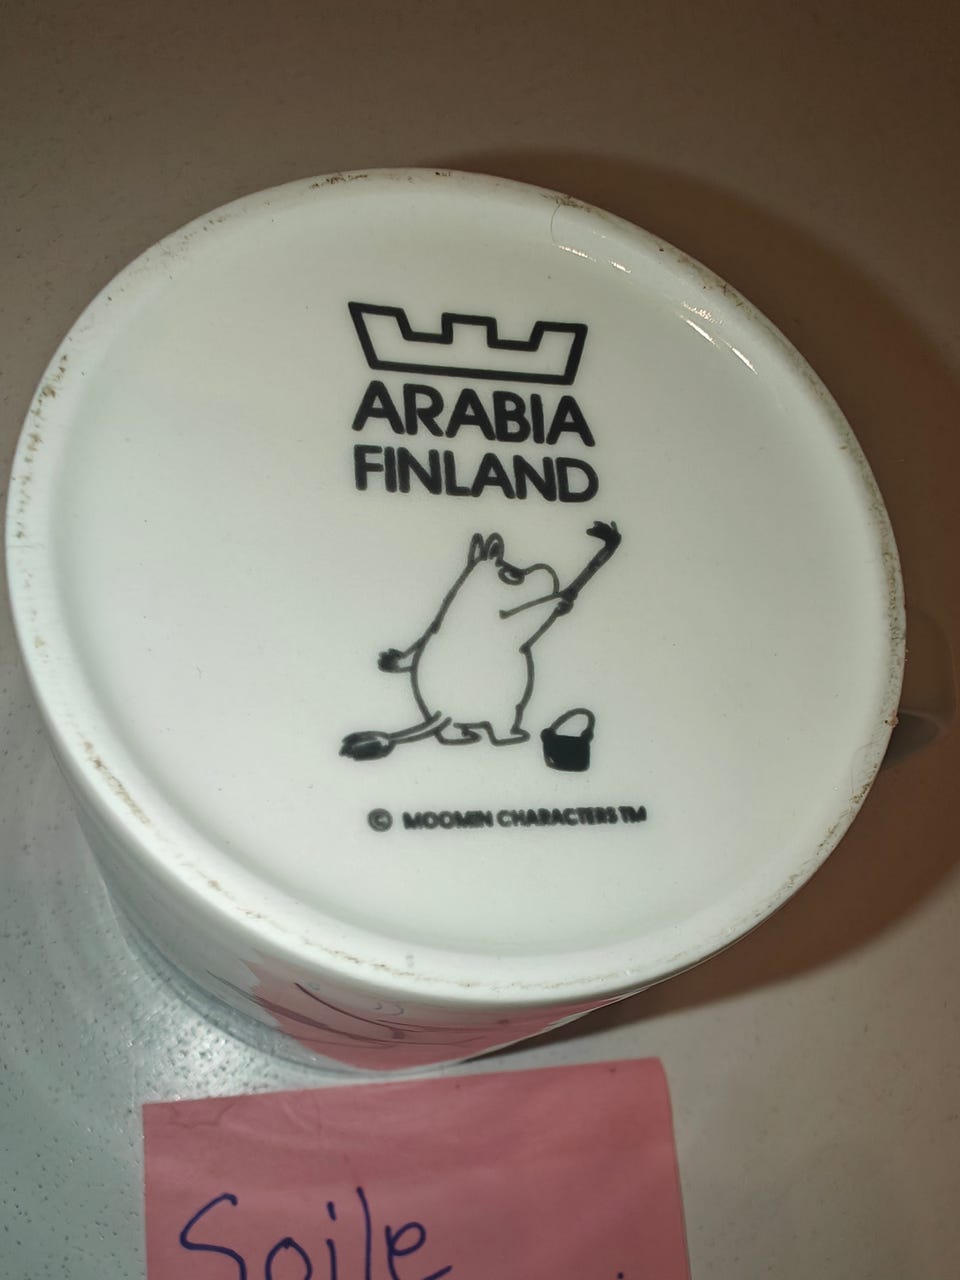 ARABIA
FINLAND
© MOOMIN CHARACTERS TM
Soile